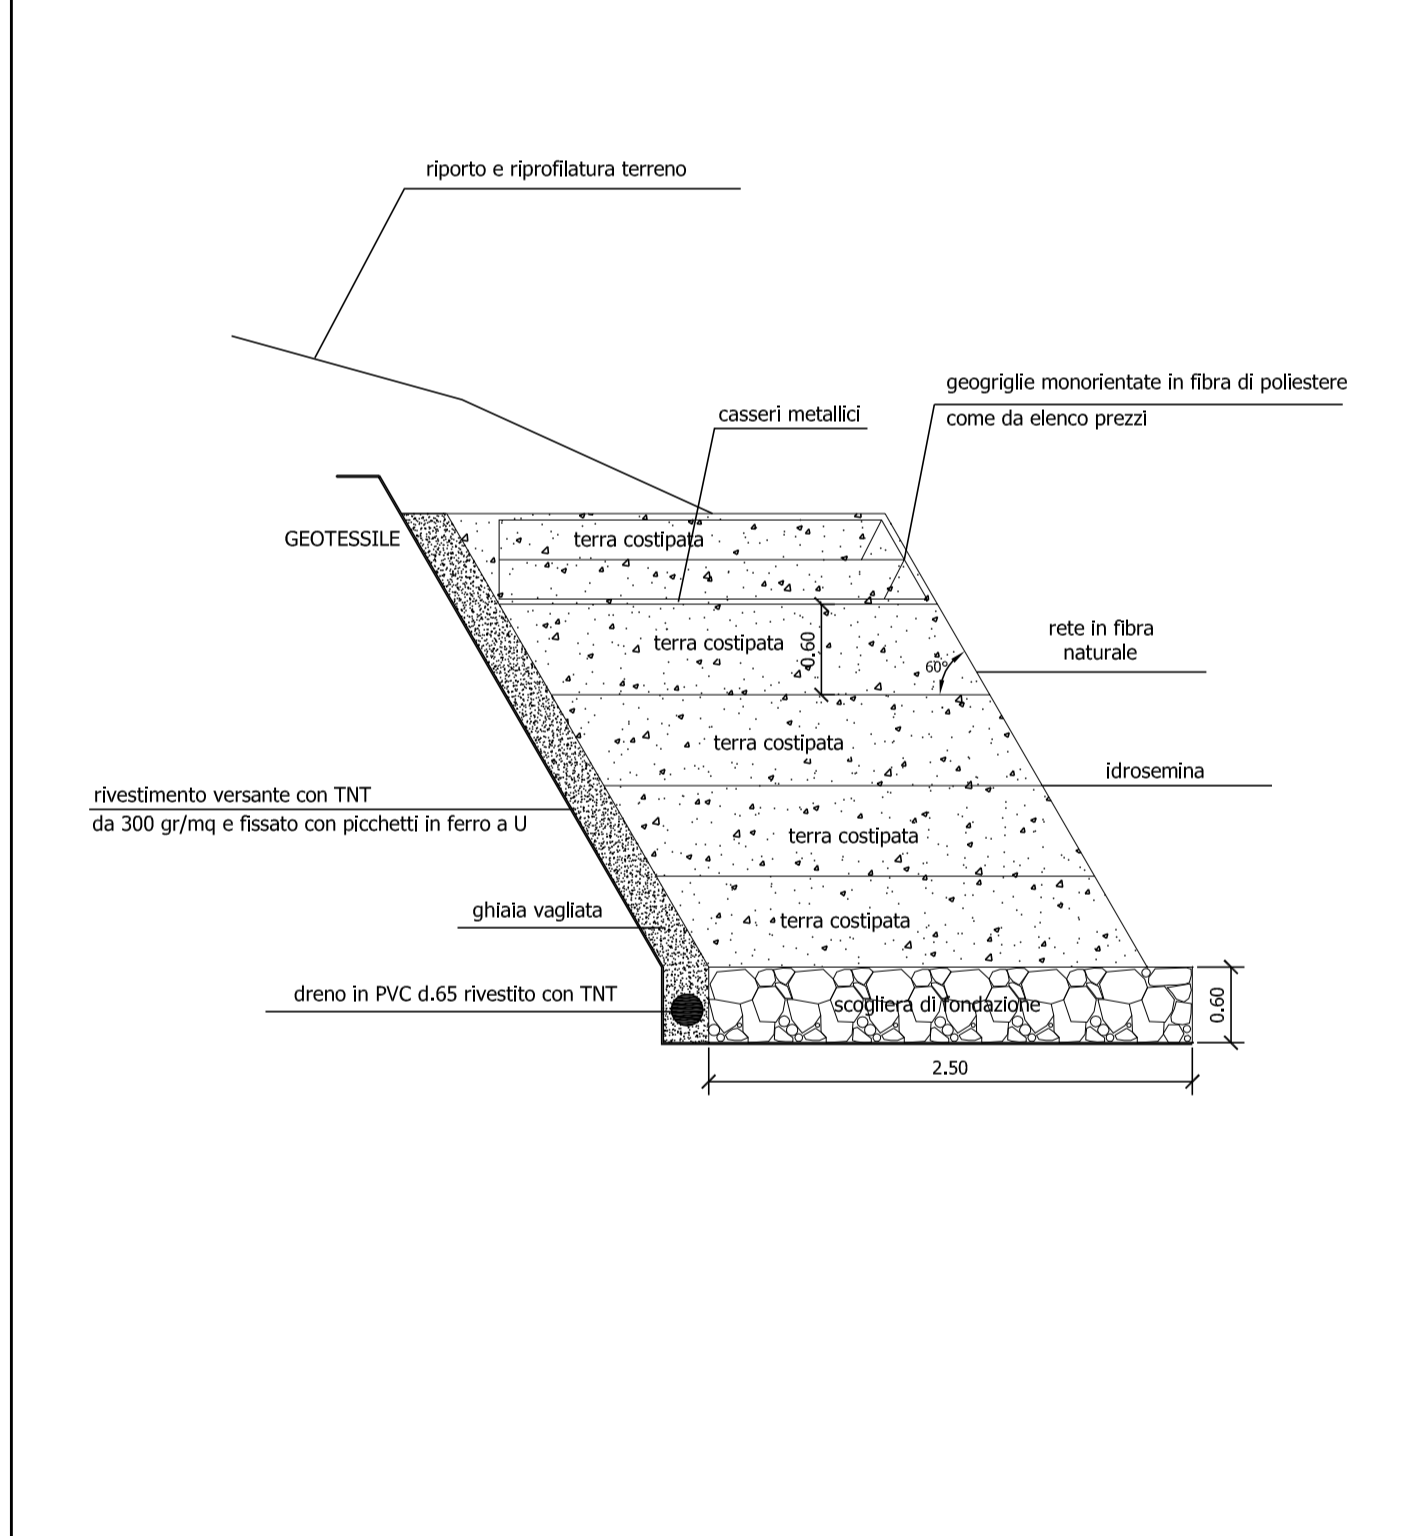 riporto e riprofilatura terreno
geogriglie monorientate in fibra di poliestere
come da elenco prezzi
casseri metallici
GEOTESSILE
terra costipata
terra costipata
0.60
60°
rete in fibra
naturale
terra costipata
idrosemina
rivestimento versante con TNT
da 300 gr/mq e fissato con picchetti in ferro a U
terra costipata
ghiaia vagliata
terra costipata
dreno in PVC d.65 rivestito con TNT
scogliera di fondazione
0.60
2.50